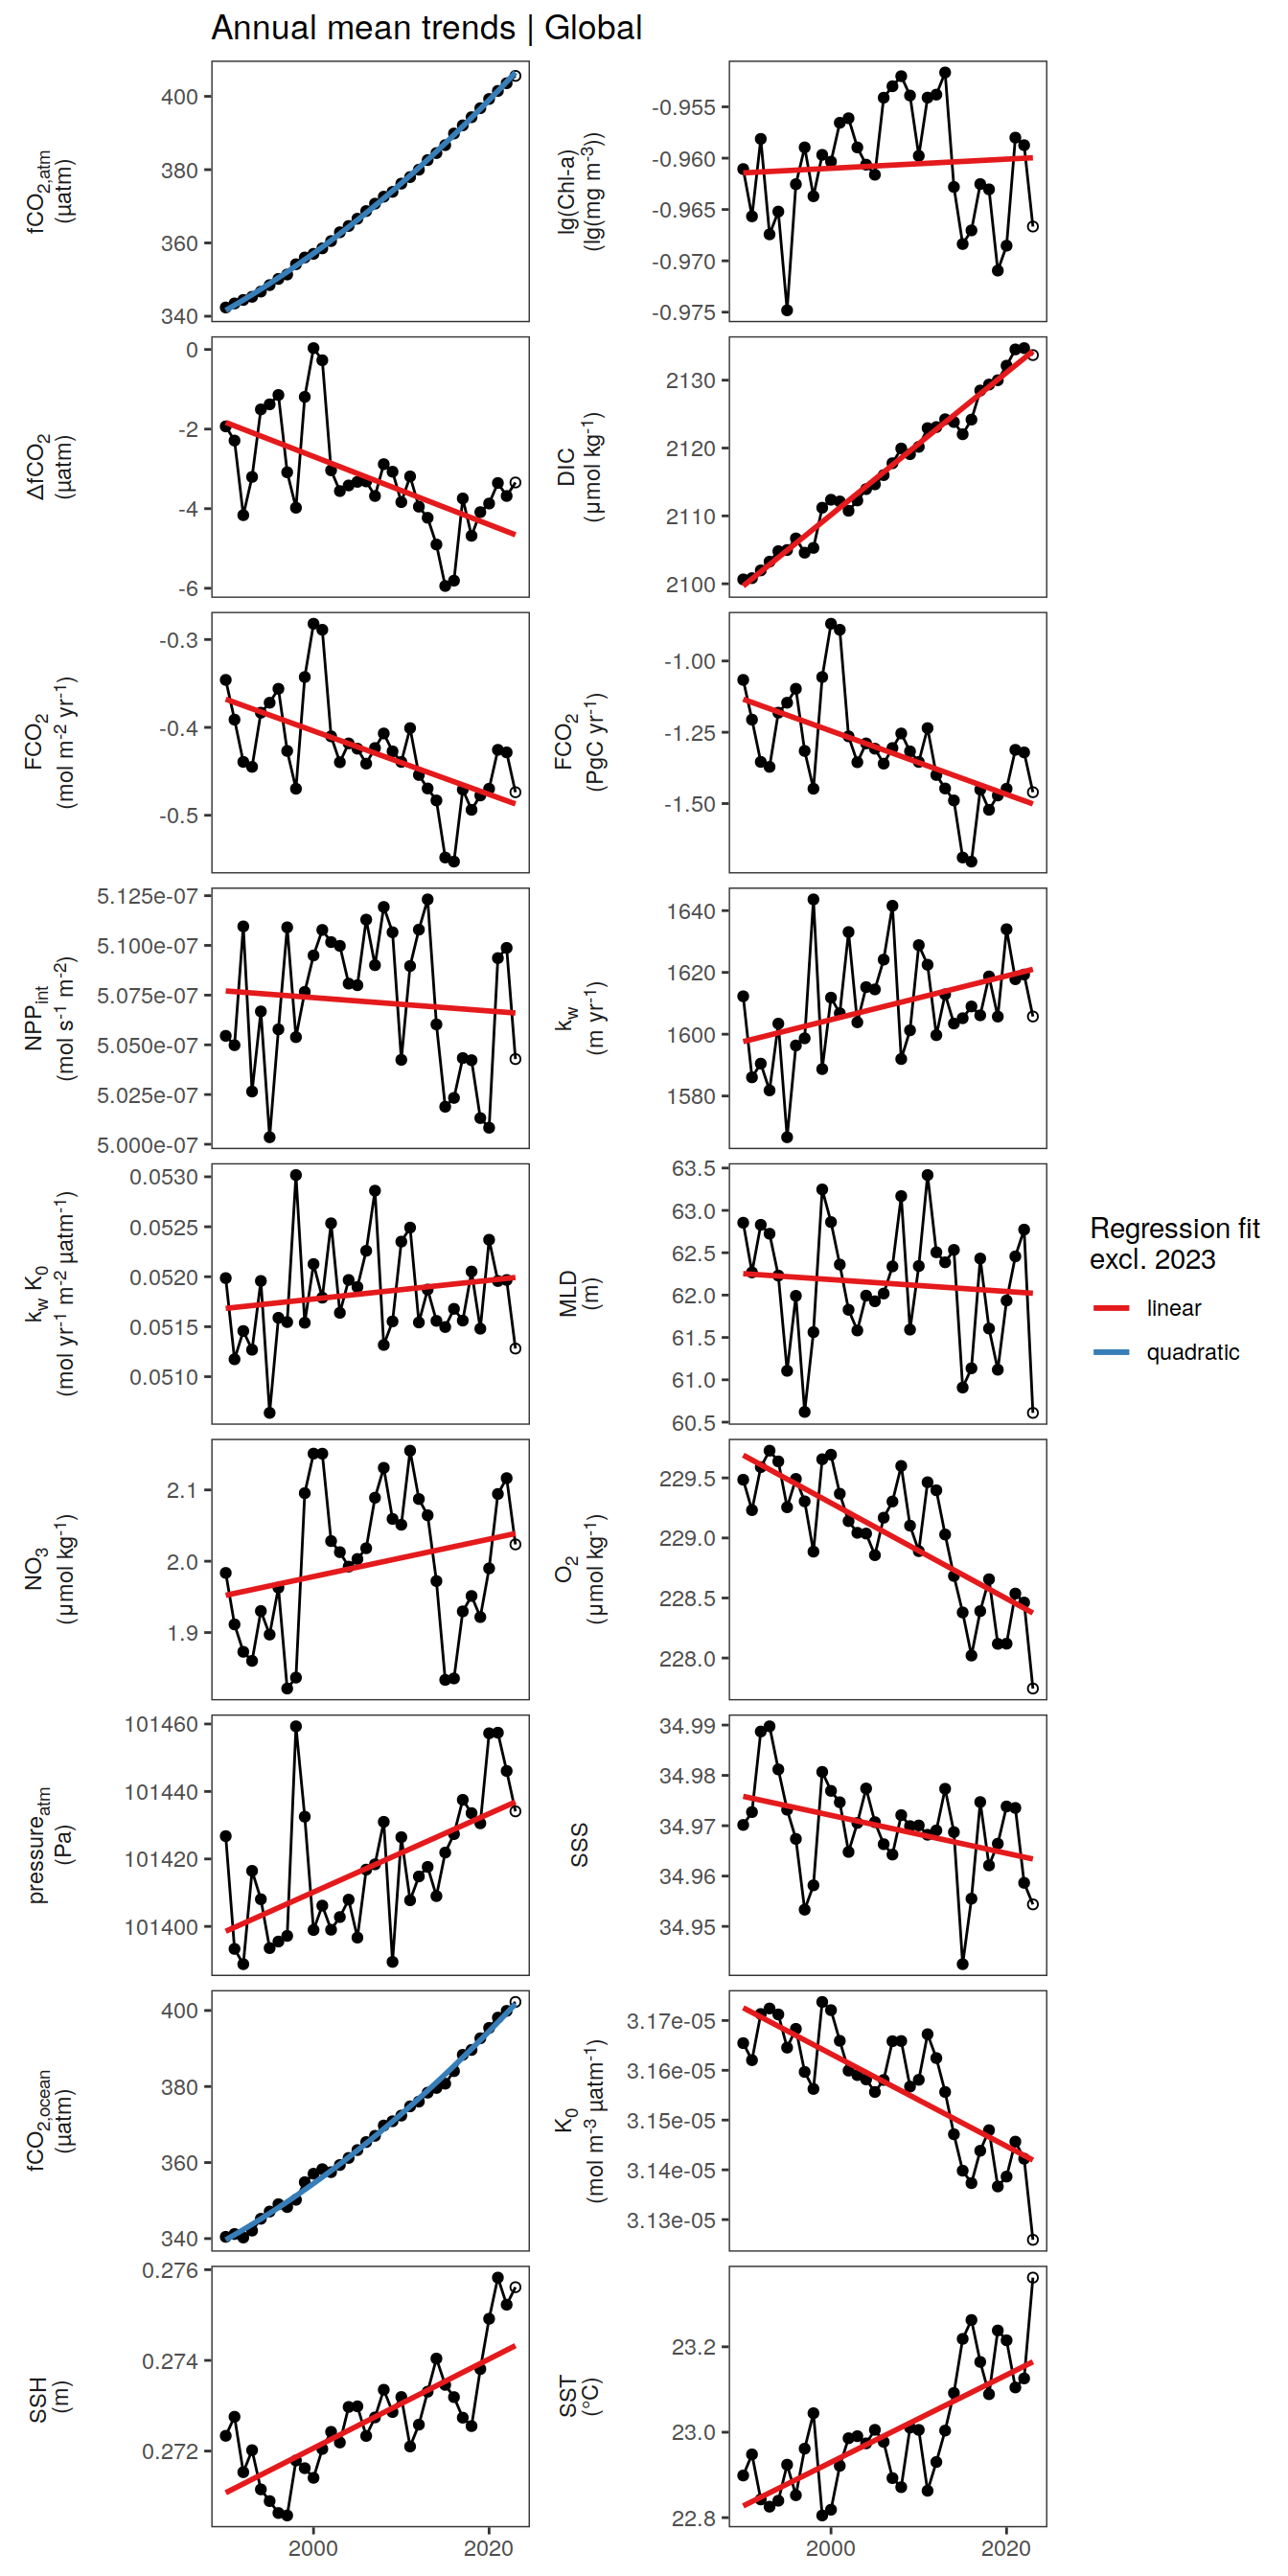 Annual mean trends | Global
fCO2,atm
(µatm)
400
380
360
340
lg(Chl-a)
(lg(mg m-3))
-0.955
-0.960
-0.965
-0.970
-0.975
ΔfCO2
(µatm)
0
-2
-4
-6
DIC
(µmol kg-1)
2130
2120
2110
2100
FCO2
(mol m-2 yr-1)
-0.3
-0.4
-0.5
FCO2
(PgC yr-1)
-1.00
-1.25
-1.50
NPPint
(mol s-1 m-2)
5.125e-07
5.100e-07
5.075e-07
5.050e-07
5.025e-07
5.000e-07
kw
(m yr-1)
1640
1620
1600
1580
kw K0
(mol yr-1 m-2 µatm-1)
0.0530
0.0525
0.0520
0.0515
0.0510
MLD
(m)
63.5
63.0
62.5
62.0
61.5
61.0
60.5
NO3
(µmol kg-1)
2.1
2.0
1.9
O2
(µmol kg-1)
229.5
229.0
228.5
228.0
pressureatm
(Pa)
101460
101440
101420
101400
SSS
34.99
34.98
34.97
34.96
34.95
fCO2,ocean
(µatm)
400
380
360
340
K0
(mol m-3 µatm-1)
3.17e-05
3.16e-05
3.15e-05
3.14e-05
3.13e-05
SSH
(m)
0.276
0.274
0.272
SST
(°C)
23.2
23.0
22.8
2000
2020
2000
2020
Regression fit
excl. 2023
linear
quadratic